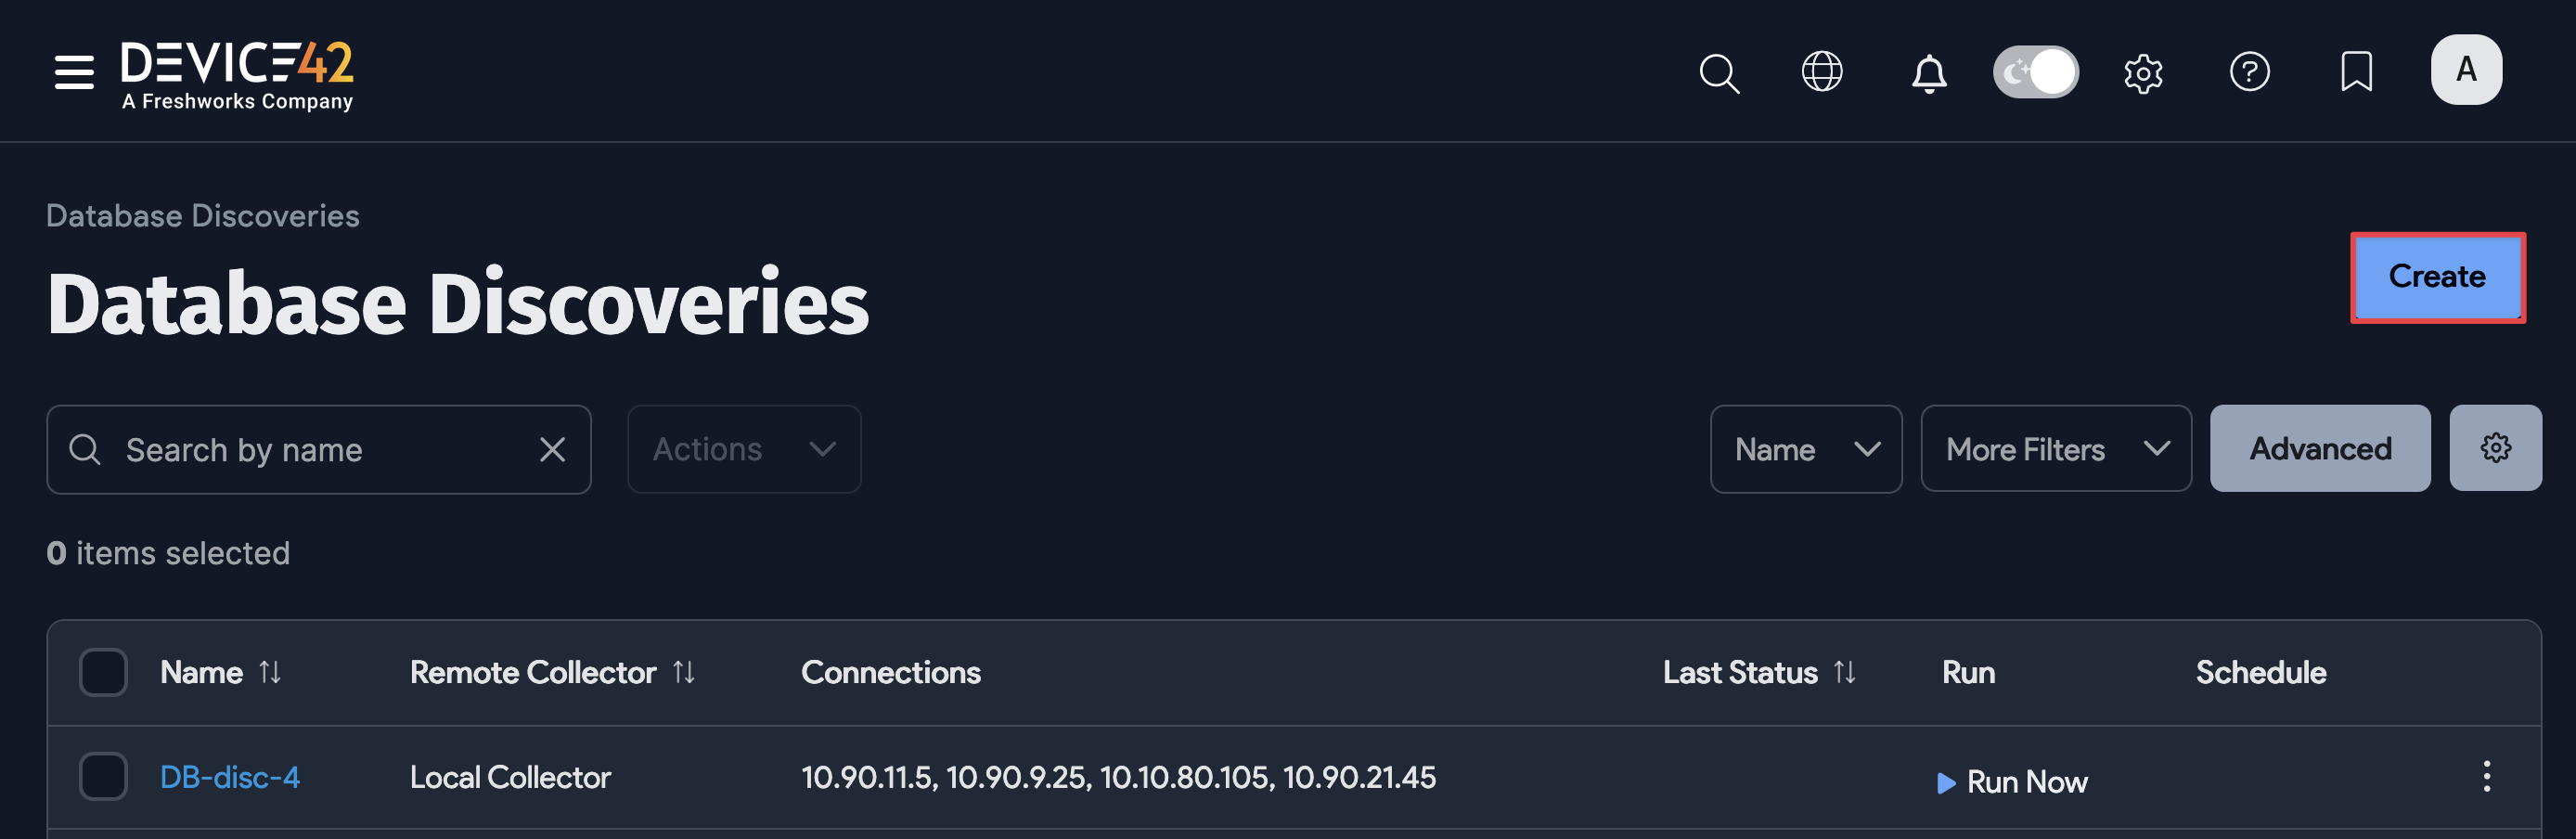 DEVICE42
A Freshworks Company
A
Database Discoveries
Database Discoveries
Create
Search by name
Actions
Name
More Filters
Advanced
0 items selected
Name Remote Collector Connections Last Status Run Schedule
DB-disc-4 Local Collector 10.90.11.5, 10.90.9.25, 10.10.80.105, 10.90.21.45 Run Now